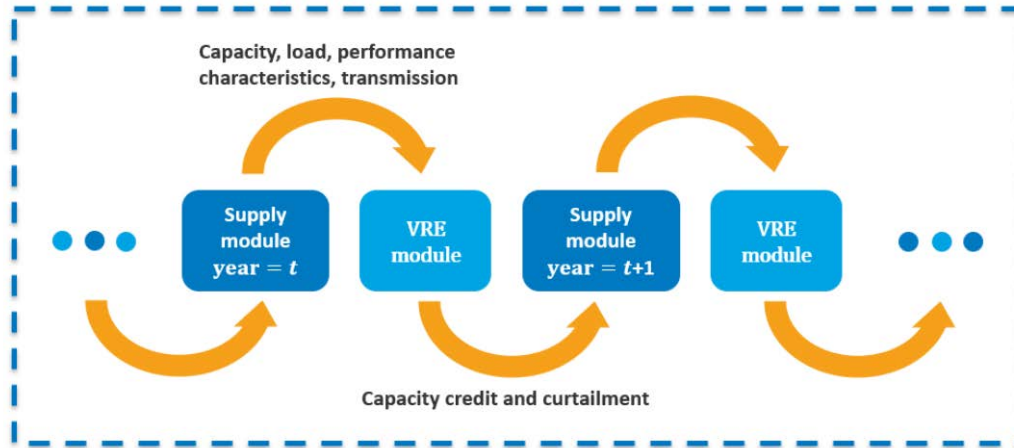 Capacity, load, performance
characteristics, transmission
Supply
module
year = t
VRE
module
Supply
module
year = t+1
VRE
module
Capacity credit and curtailment